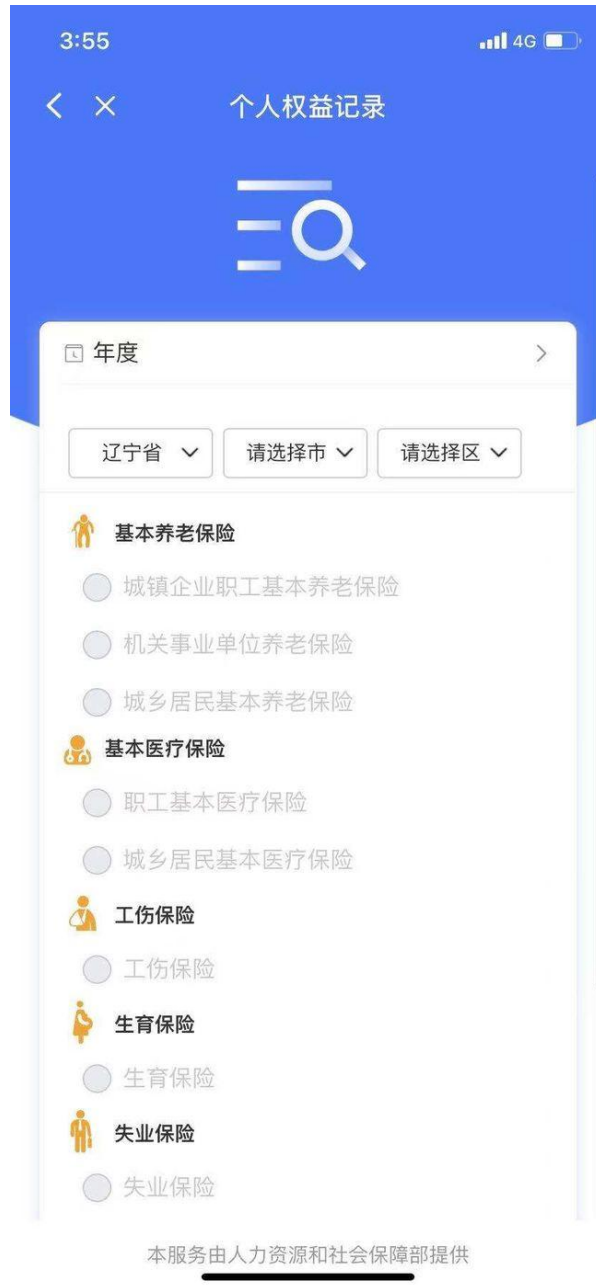 3:55 4G
个人权益记录
年度
辽宁省 请选择市 请选择区
基本养老保险
城镇企业职工基本养老保险
机关事业单位养老保险
城乡居民基本养老保险
基本医疗保险
职工基本医疗保险
城乡居民基本医疗保险
工伤保险
工伤保险
生育保险
生育保险
失业保险
失业保险
本服务由人力资源和社会保障部提供